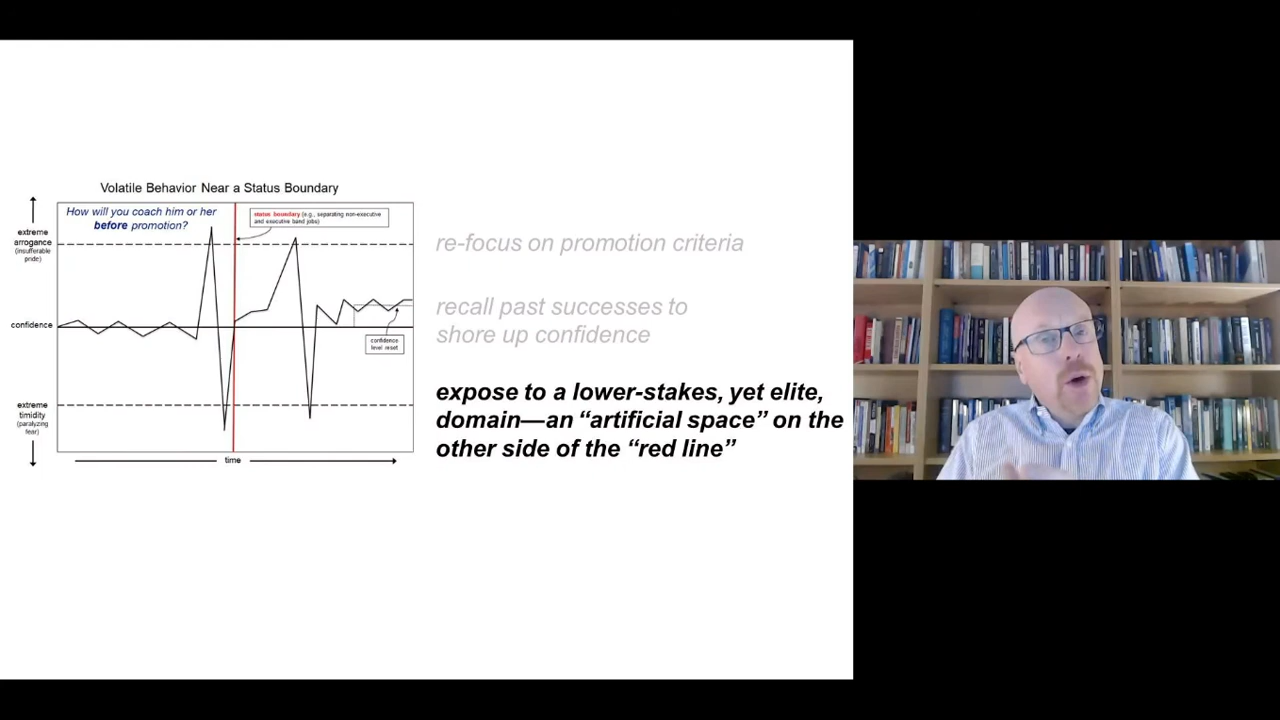 Volatile Behavior Near a Status Boundary
How will you coach him or her
before promotion?
status boundary (e.g., separating non-executive
and executive band jobs)
extreme
arrogance
(insufferable
pride)
confidence
confidence
level reset
extreme
timidity
(paralyzing
fear)
time
re-focus on promotion criteria
recall past successes to
shore up confidence
expose to a lower-stakes, yet elite,
domain—an “artificial space” on the
other side of the “red line”